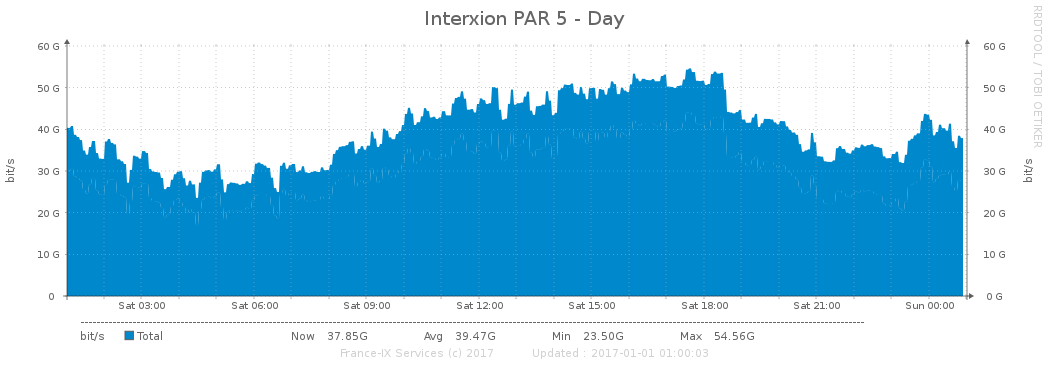 Interxion PAR 5 - Day
RRDTOOL / TOBI OETIKER
60 G 60 G
50 G 50 G
40 G 40 G
30 G 30 G
20 G 20 G
10 G 10 G
0 0 G
bit/s bit/s
Sat 03:00 Sat 06:00 Sat 09:00 Sat 12:00 Sat 15:00 Sat 18:00 Sat 21:00 Sun 00:00
bit/s Total Now 37.85G Avg 39.47G Min 23.50G Max 54.56G
France-IX Services (c) 2017 Updated : 2017-01-01 01:00:03